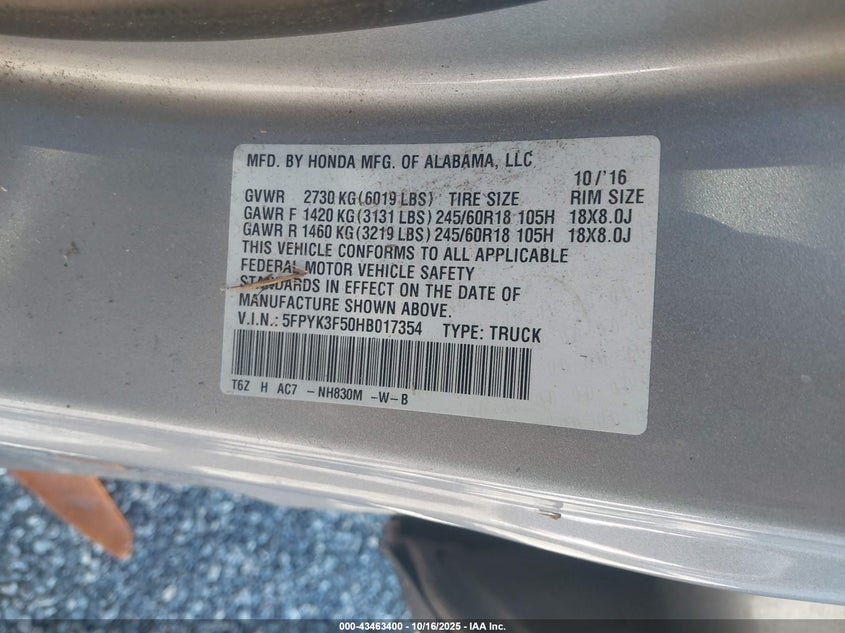 MFD. BY HONDA MFG. OF ALABAMA, LLC
10/'16
GVWR 2730 KG(6019 LBS) TIRE SIZE RIM SIZE
GAWR F 1420 KG(3131 LBS) 245/60R18 105H 18X8.0J
GAWR R 1460 KG(3219 LBS) 245/60R18 105H 18X8.0J
THIS VEHICLE CONFORMS TO ALL APPLICABLE
FEDERAL MOTOR VEHICLE SAFETY
STANDARDS IN EFFECT ON THE DATE OF
MANUFACTURE SHOWN ABOVE.
V.I.N.: 5FPYK3F50HB017354 TYPE: TRUCK
T6Z H AC7 -NH830M -W-B
000-43463400 - 10/16/2025 - IAA Inc.